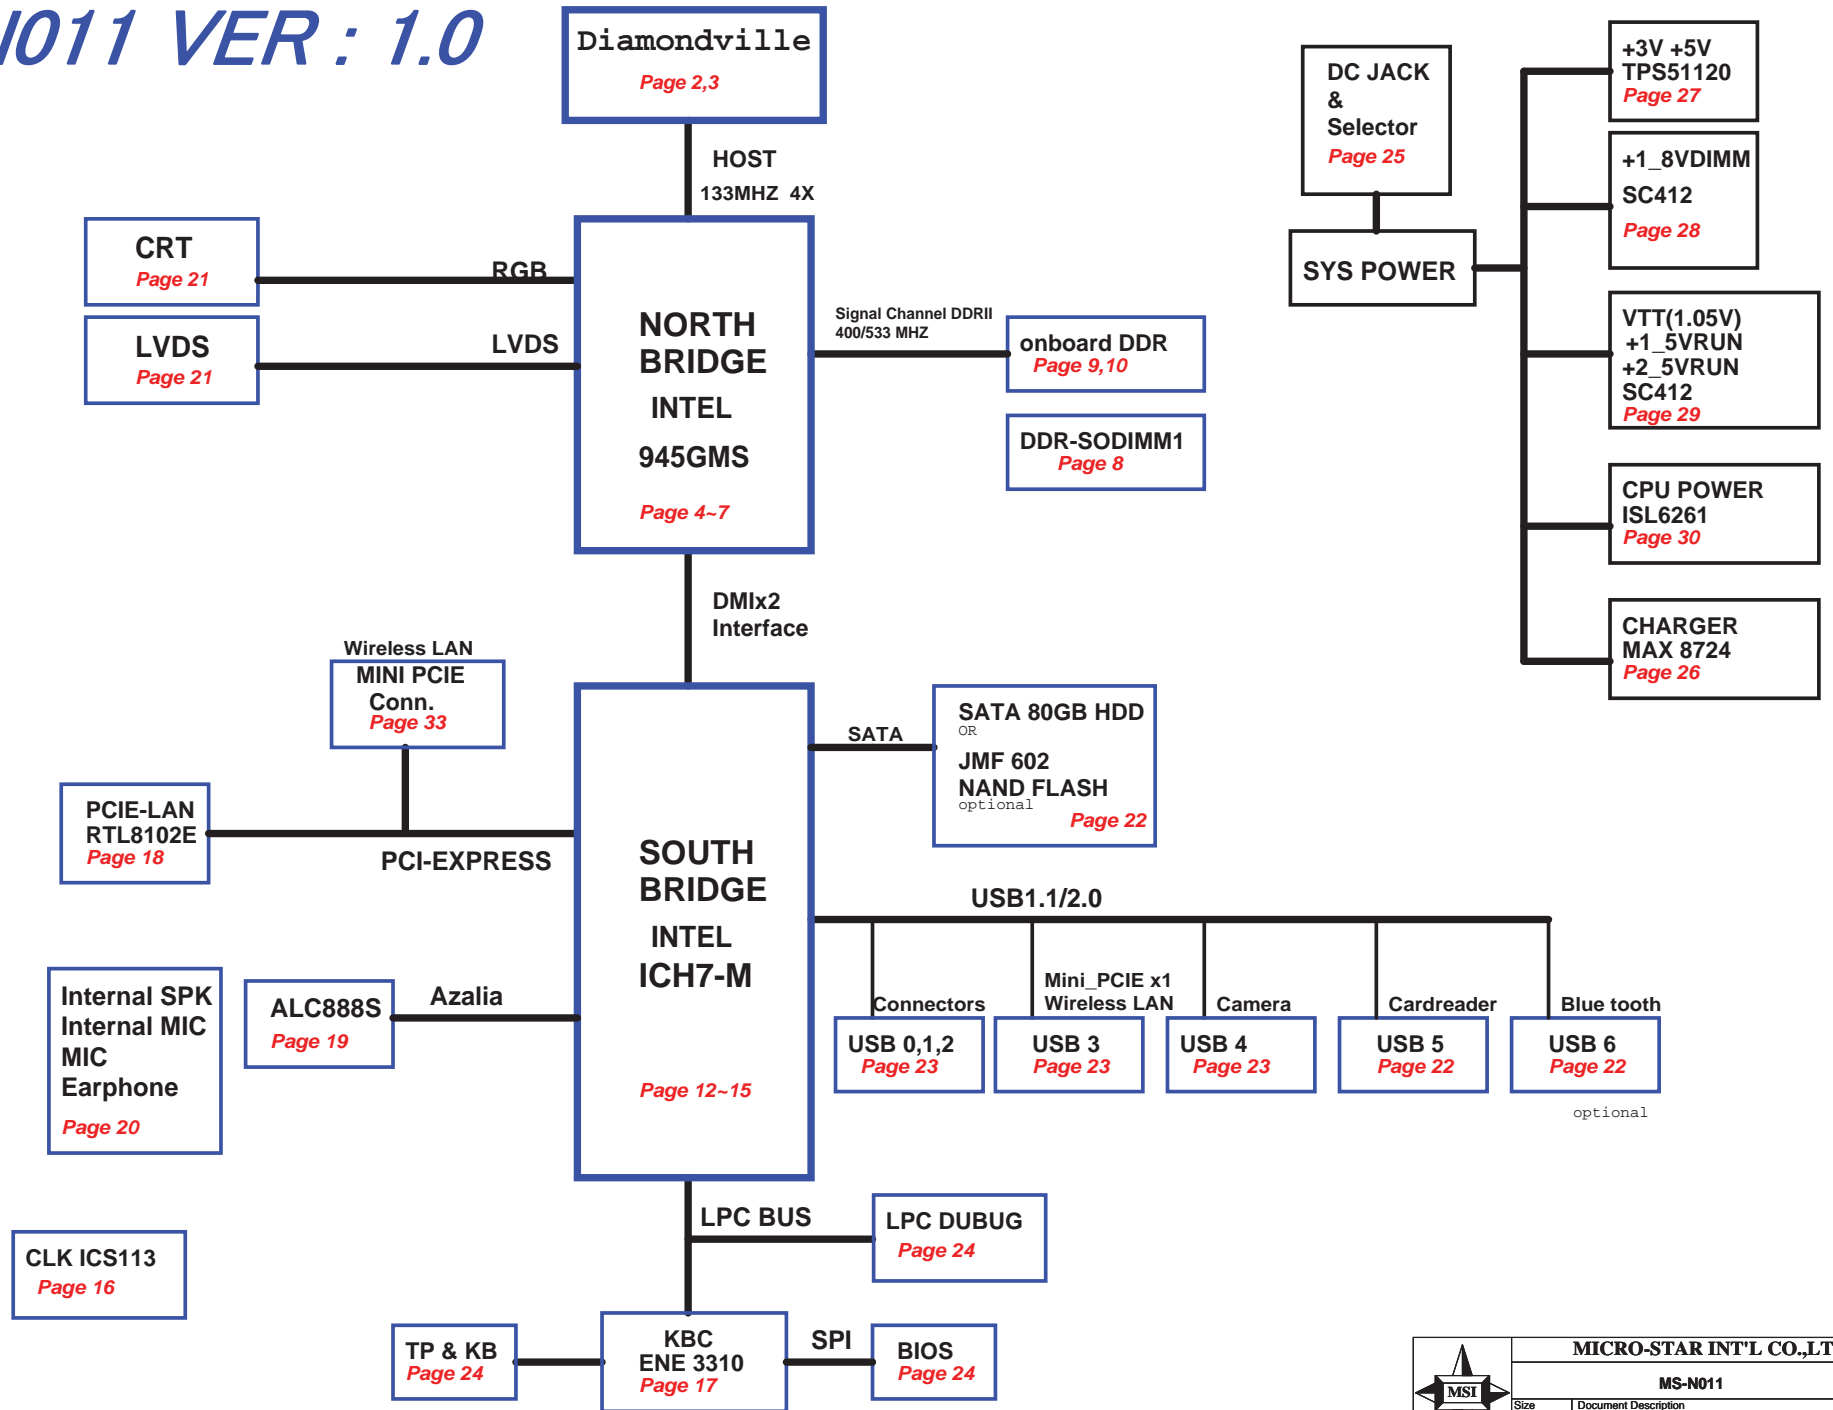 N011 VER : 1.0
Diamondville
Page 2,3
HOST
133MHZ 4X
CRT
Page 21
RGB
LVDS
Page 21
LVDS
NORTH
BRIDGE
INTEL
945GMS
Page 4~7
Signal Channel DDRII
400/533 MHZ
onboard DDR
Page 9,10
DDR-SODIMM1
Page 8
DMIx2
Interface
DC JACK
&
Selector
Page 25
SYS POWER
+3V +5V
TPS51120
Page 27
+1_8VDIMM
SC412
Page 28
VTT(1.05V)
+1_5VRUN
+2_5VRUN
SC412
Page 29
CPU POWER
ISL6261
Page 30
CHARGER
MAX 8724
Page 26
Wireless LAN
MINI PCIE
Conn.
Page 33
PCIE-LAN
RTL8102E
Page 18
PCI-EXPRESS
SOUTH
BRIDGE
INTEL
ICH7-M
Page 12~15
SATA
SATA 80GB HDD
OR
JMF 602
NAND FLASH
optional
Page 22
USB1.1/2.0
Connectors
USB 0,1,2
Page 23
Mini_PCIE x1
Wireless LAN
USB 3
Page 23
Camera
USB 4
Page 23
Cardreader
USB 5
Page 22
Blue tooth
USB 6
Page 22
optional
Internal SPK
Internal MIC
MIC
Earphone
Page 20
ALC888S
Page 19
Azalia
CLK ICS113
Page 16
LPC BUS
LPC DUBUG
Page 24
TP & KB
Page 24
KBC
ENE 3310
Page 17
SPI
BIOS
Page 24
MSI
MICRO-STAR INT'L CO.,LT
MS-N011
Size
Document Description